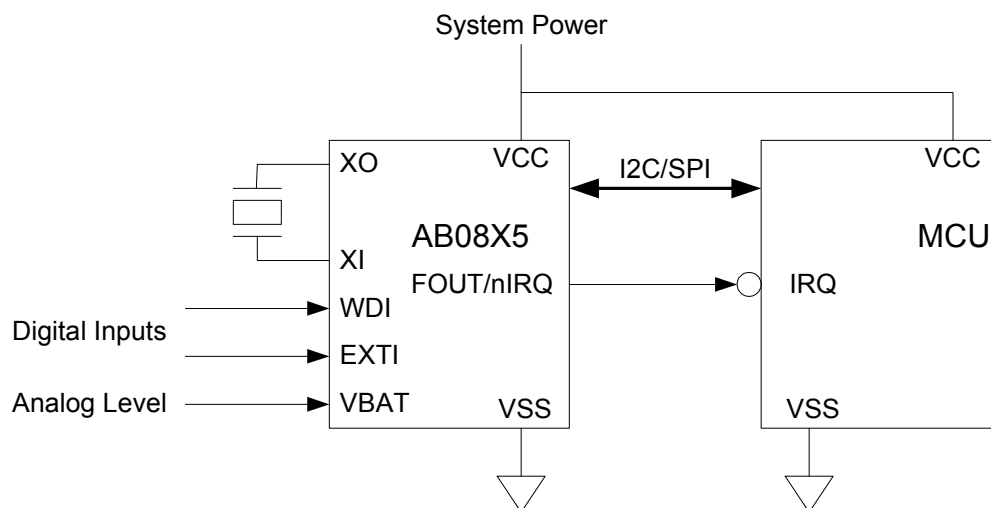 System Power
XO
VCC
I2C/SPI
VCC
AB08X5
MCU
XI
FOUT/nIRQ
IRQ
WDI
Digital Inputs
EXTI
Analog Level
VBAT
VSS
VSS